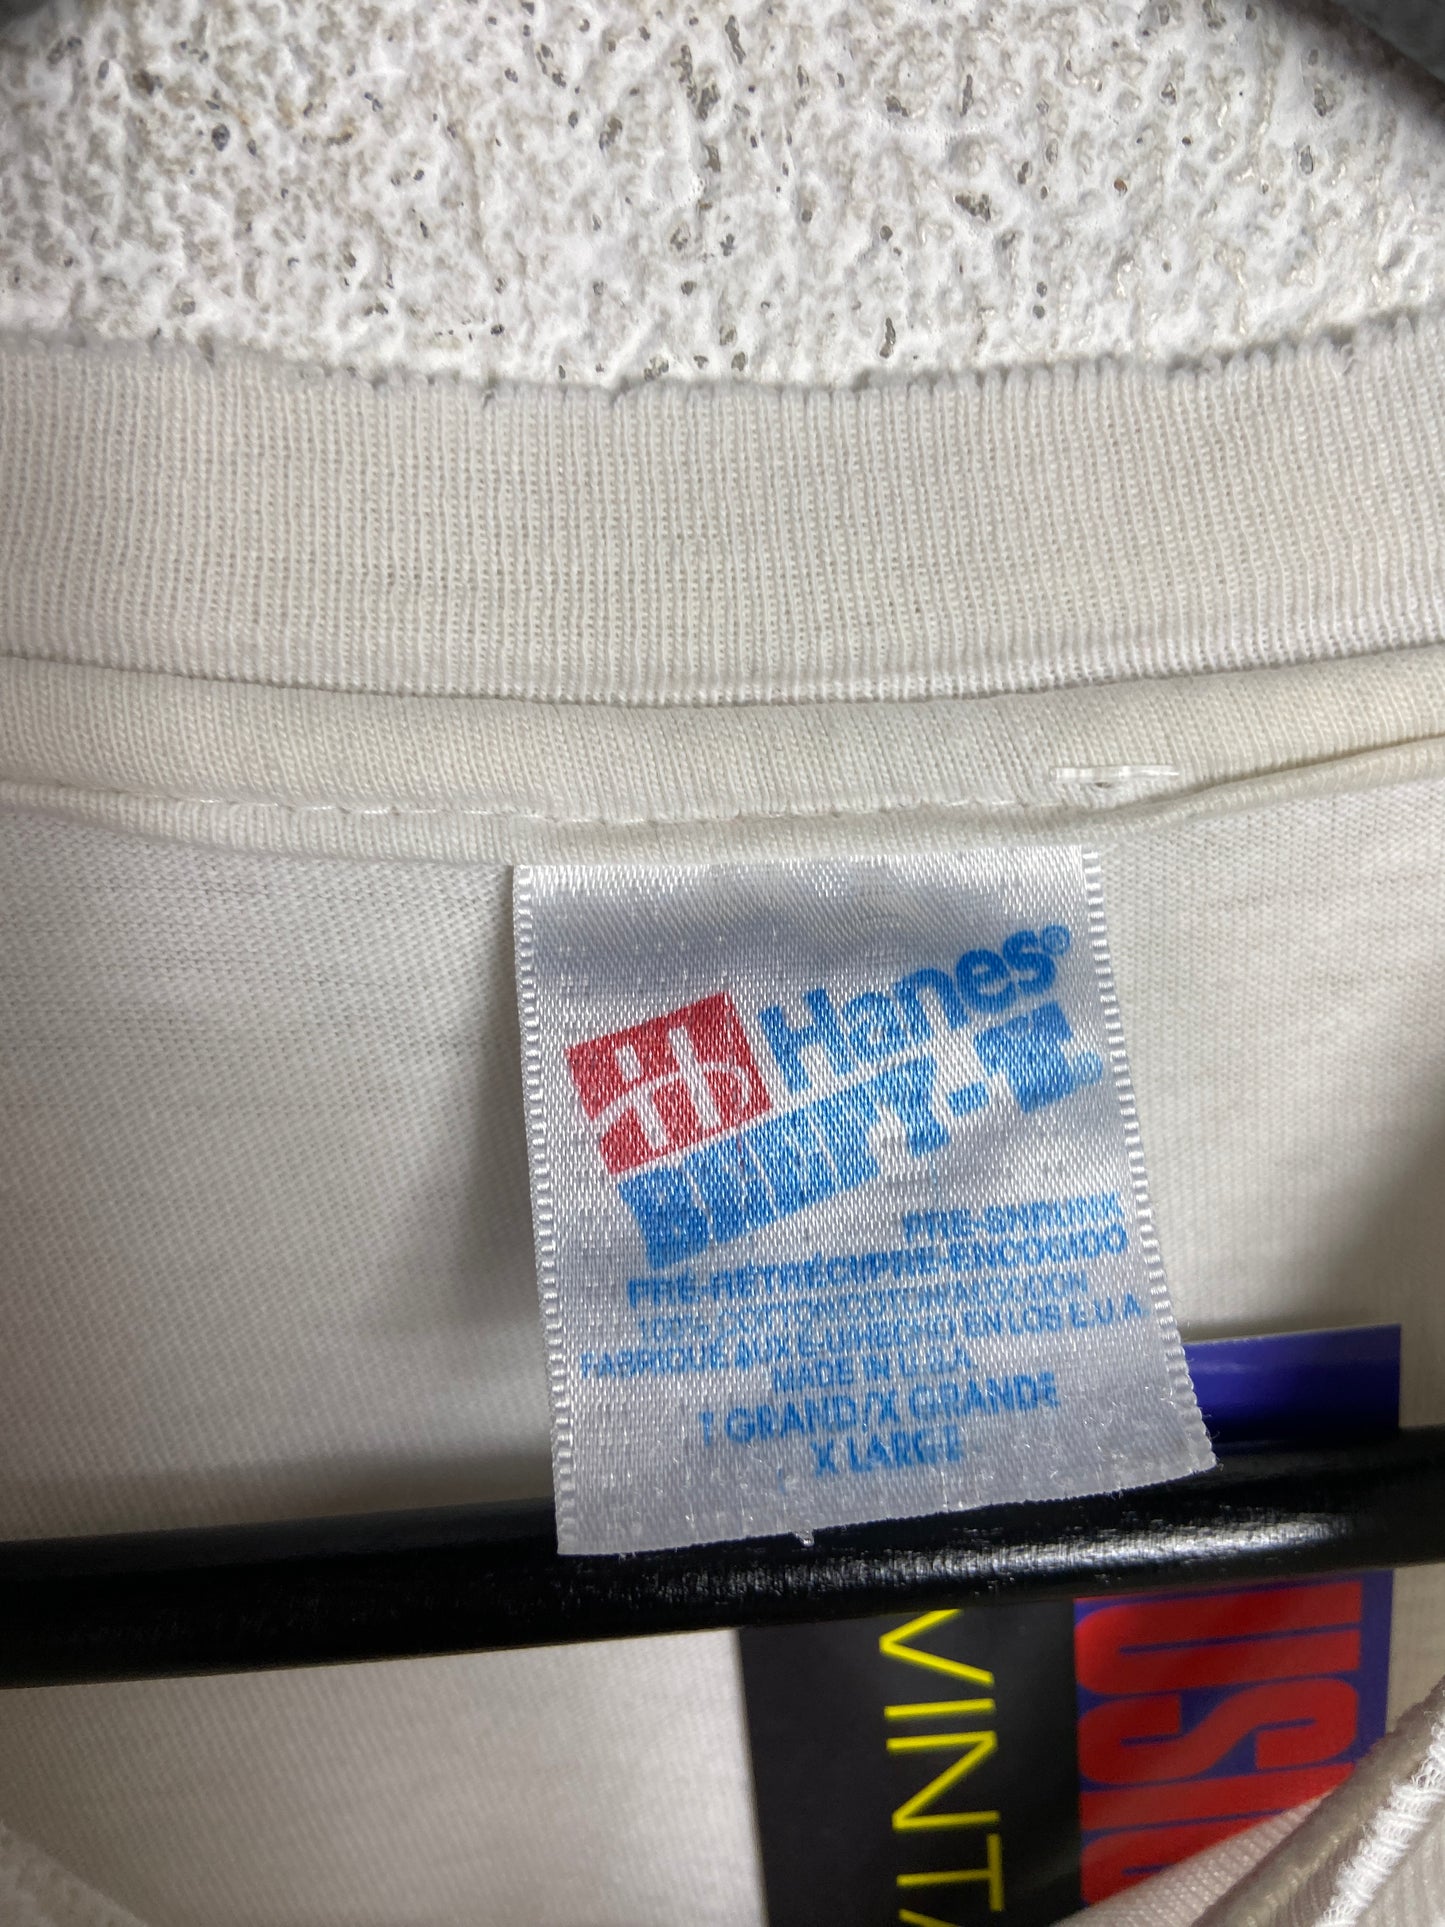 Hanes®
BEEFY-T.
PRE-SHRUNK
PRÉ-RÉTRÉCI/PRE-ENCOGIDO
100% COTTON/COTON/ALGODON
FABRIQUÉ AUX É-U/HECHO EN LOS E.U.A.
MADE IN U.S.A.
T GRAND/X GRANDE
X LARGE